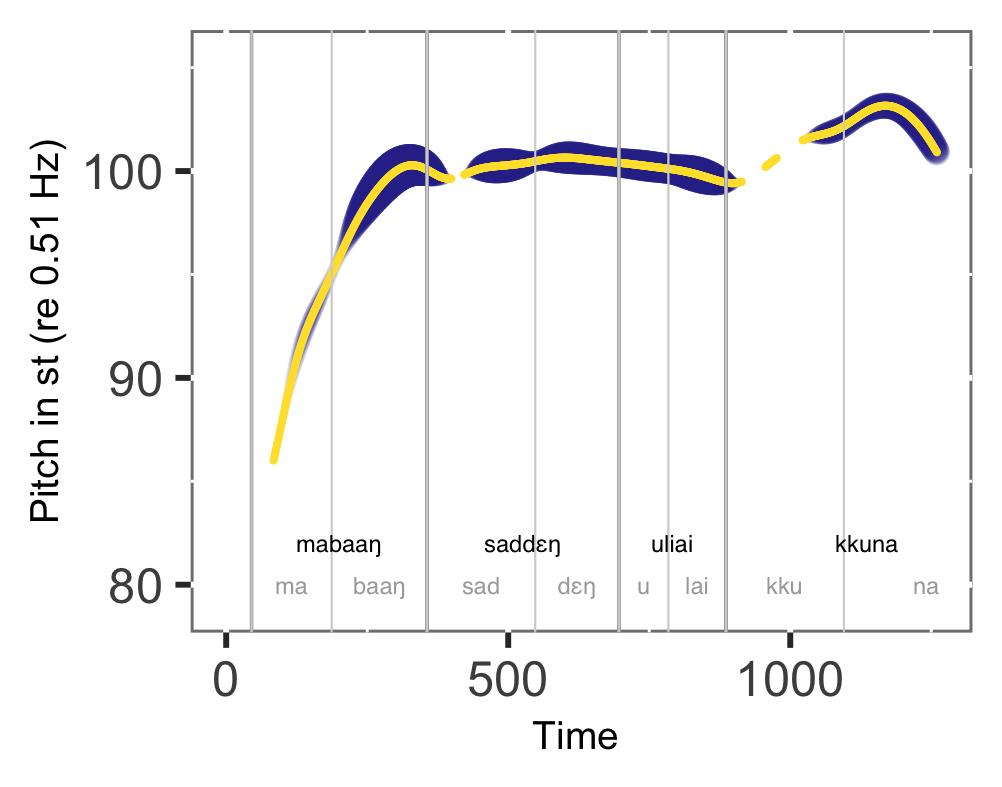 Pitch in st (re 0.51 Hz)
100
90
80
mabaaŋ saddɛŋ uliai kkuna
ma baaŋ sad dɛŋ u lai kku na
0 500 1000
Time